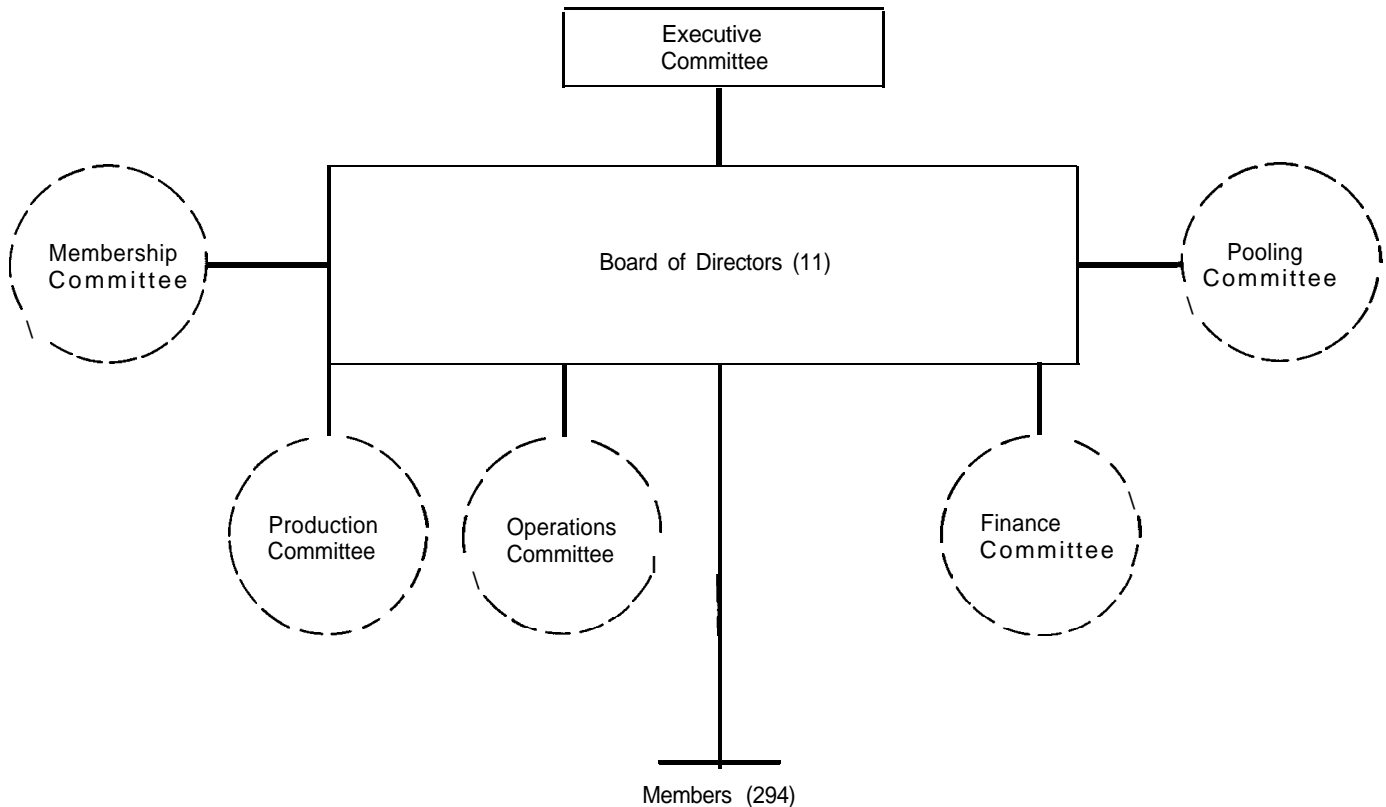 Executive
Committee
Membership
Committee
Board of Directors (11)
Pooling
Committee
Production
Committee
Operations
Committee
Finance
Committee
Members (294)